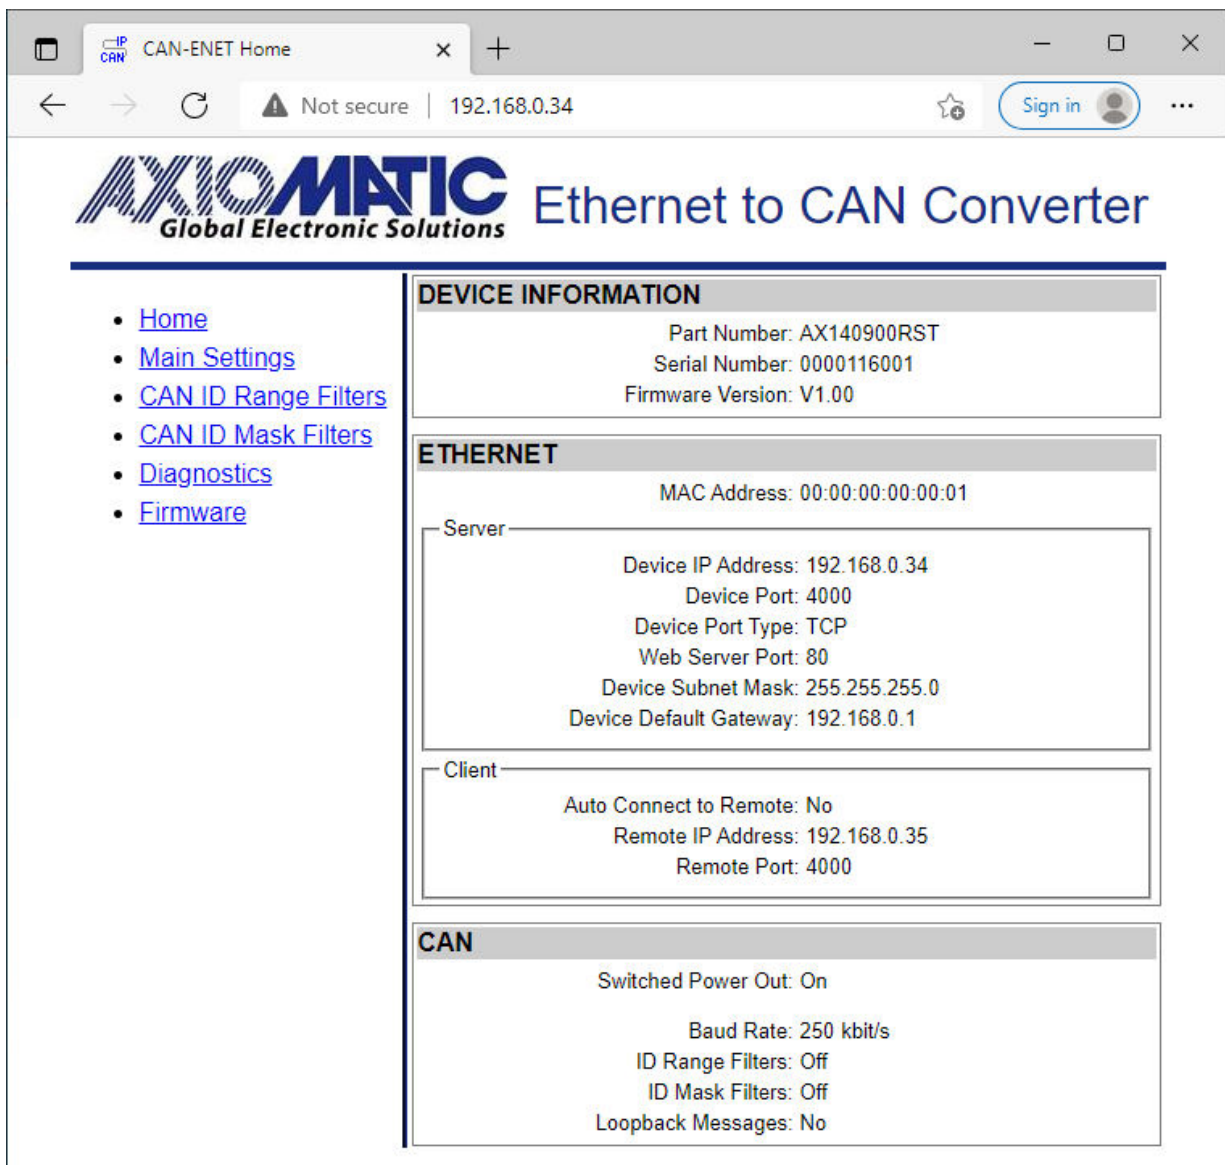 IP
CAN
CAN-ENET Home
Not secure
192.168.0.34
Sign in
AXIOMATIC
Global Electronic Solutions
Ethernet to CAN Converter
Home
Main Settings
CAN ID Range Filters
CAN ID Mask Filters
Diagnostics
Firmware
DEVICE INFORMATION
Part Number: AX140900RST
Serial Number: 0000116001
Firmware Version: V1.00
ETHERNET
MAC Address: 00:00:00:00:00:01
Server
Device IP Address: 192.168.0.34
Device Port: 4000
Device Port Type: TCP
Web Server Port: 80
Device Subnet Mask: 255.255.255.0
Device Default Gateway: 192.168.0.1
Client
Auto Connect to Remote: No
Remote IP Address: 192.168.0.35
Remote Port: 4000
CAN
Switched Power Out: On
Baud Rate: 250 kbit/s
ID Range Filters: Off
ID Mask Filters: Off
Loopback Messages: No